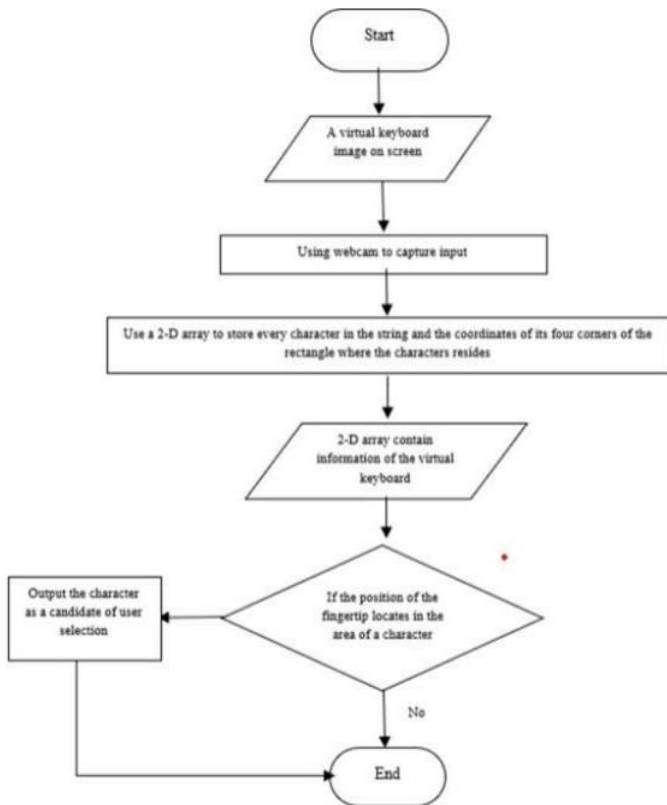 Start
A virtual keyboard
image on screen
Using webcam to capture input
Use a 2-D array to store every character in the string and the coordinates of its four corners of the
rectangle where the characters resides
2-D array contain
information of the virtual
keyboard
If the position of the
fingertip locates in the
area of a character
Output the character
as a candidate of user
selection
No
End